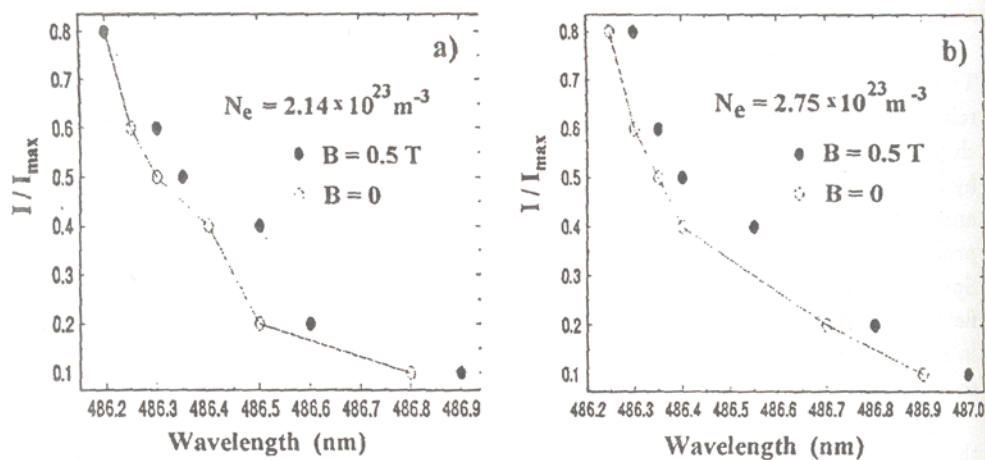 a)
N_e = 2.14 × 10^23 m^-3
B = 0.5 T
B = 0
I / I_max
0.8
0.7
0.6
0.5
0.4
0.3
0.2
0.1
486.2 486.3 486.4 486.5 486.6 486.7 486.8 486.9
Wavelength (nm)
b)
N_e = 2.75 × 10^23 m^-3
B = 0.5 T
B = 0
I / I_max
0.8
0.7
0.6
0.5
0.4
0.3
0.2
0.1
486.2 486.3 486.4 486.5 486.6 486.7 486.8 486.9 487.0
Wavelength (nm)